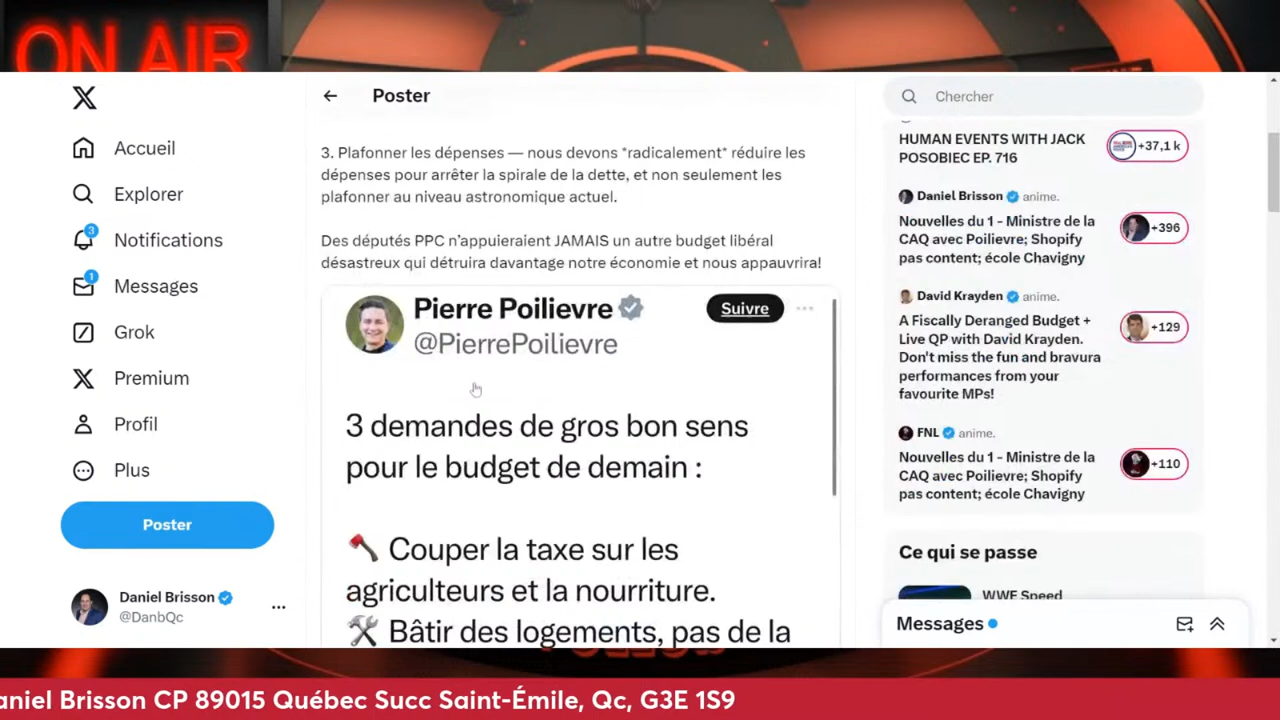 ON AIR
Accueil
Explorer
3
Notifications
1
Messages
Grok
Premium
Profil
Plus
Poster
Daniel Brisson
@DanbQc
Poster
3. Plafonner les dépenses — nous devons *radicalement* réduire les
dépenses pour arrêter la spirale de la dette, et non seulement les
plafonner au niveau astronomique actuel.
Des députés PPC n'appuieraient JAMAIS un autre budget libéral
désastreux qui détruira davantage notre économie et nous appauvrira!
Pierre Poilievre
Suivre
@PierrePoilievre
3 demandes de gros bon sens
pour le budget de demain :
Couper la taxe sur les
agriculteurs et la nourriture.
Bâtir des logements, pas de la
Chercher
HUMAN EVENTS WITH JACK
POSOBIEC EP. 716
+37,1 k
Daniel Brisson anime.
Nouvelles du 1 - Ministre de la
CAQ avec Poilievre; Shopify
pas content; école Chavigny
+396
David Krayden anime.
A Fiscally Deranged Budget +
Live QP with David Krayden.
Don't miss the fun and bravura
performances from your
favourite MPs!
+129
FNL anime.
Nouvelles du 1 - Ministre de la
CAQ avec Poilievre; Shopify
pas content; école Chavigny
+110
Ce qui se passe
WWE Speed
Messages
aniel Brisson CP 89015 Québec Succ Saint-Émile, Qc, G3E 1S9